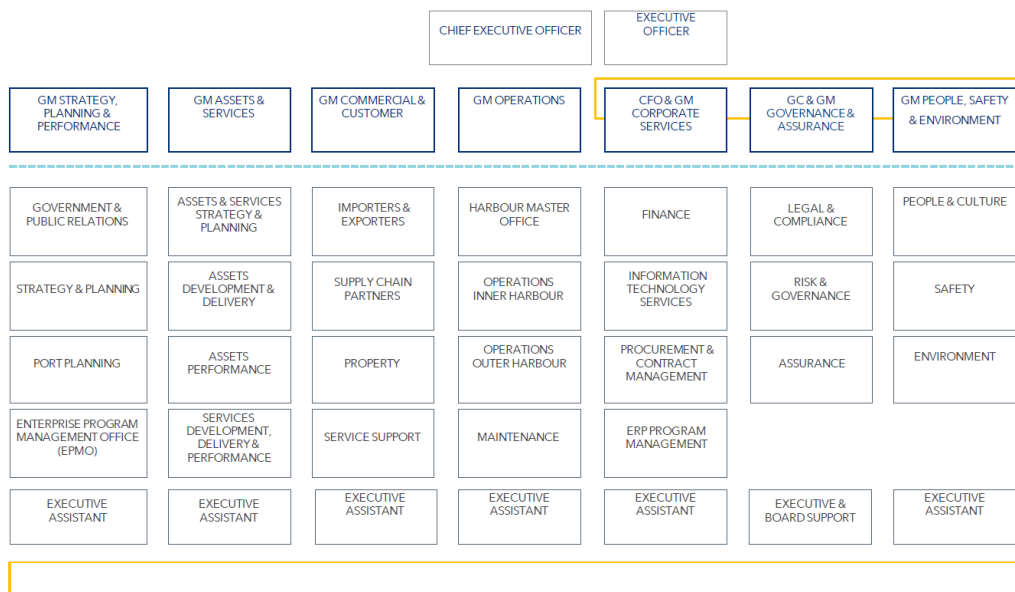 CHIEF EXECUTIVE OFFICER
EXECUTIVE
OFFICER
GM STRATEGY,
PLANNING &
PERFORMANCE
GM ASSETS &
SERVICES
GM COMMERCIAL &
CUSTOMER
GM OPERATIONS
CFO & GM
CORPORATE
SERVICES
GC & GM
GOVERNANCE &
ASSURANCE
GM PEOPLE, SAFETY
& ENVIRONMENT
GOVERNMENT &
PUBLIC RELATIONS
ASSETS & SERVICES
STRATEGY &
PLANNING
IMPORTERS &
EXPORTERS
HARBOUR MASTER
OFFICE
FINANCE
LEGAL &
COMPLIANCE
PEOPLE & CULTURE
STRATEGY & PLANNING
ASSETS
DEVELOPMENT &
DELIVERY
SUPPLY CHAIN
PARTNERS
OPERATIONS
INNER HARBOUR
INFORMATION
TECHNOLOGY
SERVICES
RISK &
GOVERNANCE
SAFETY
PORT PLANNING
ASSETS
PERFORMANCE
PROPERTY
OPERATIONS
OUTER HARBOUR
PROCUREMENT &
CONTRACT
MANAGEMENT
ASSURANCE
ENVIRONMENT
ENTERPRISE PROGRAM
MANAGEMENT OFFICE
(EPMO)
SERVICES
DEVELOPMENT,
DELIVERY &
PERFORMANCE
SERVICE SUPPORT
MAINTENANCE
ERP PROGRAM
MANAGEMENT
EXECUTIVE
ASSISTANT
EXECUTIVE
ASSISTANT
EXECUTIVE
ASSISTANT
EXECUTIVE
ASSISTANT
EXECUTIVE
ASSISTANT
EXECUTIVE &
BOARD SUPPORT
EXECUTIVE
ASSISTANT